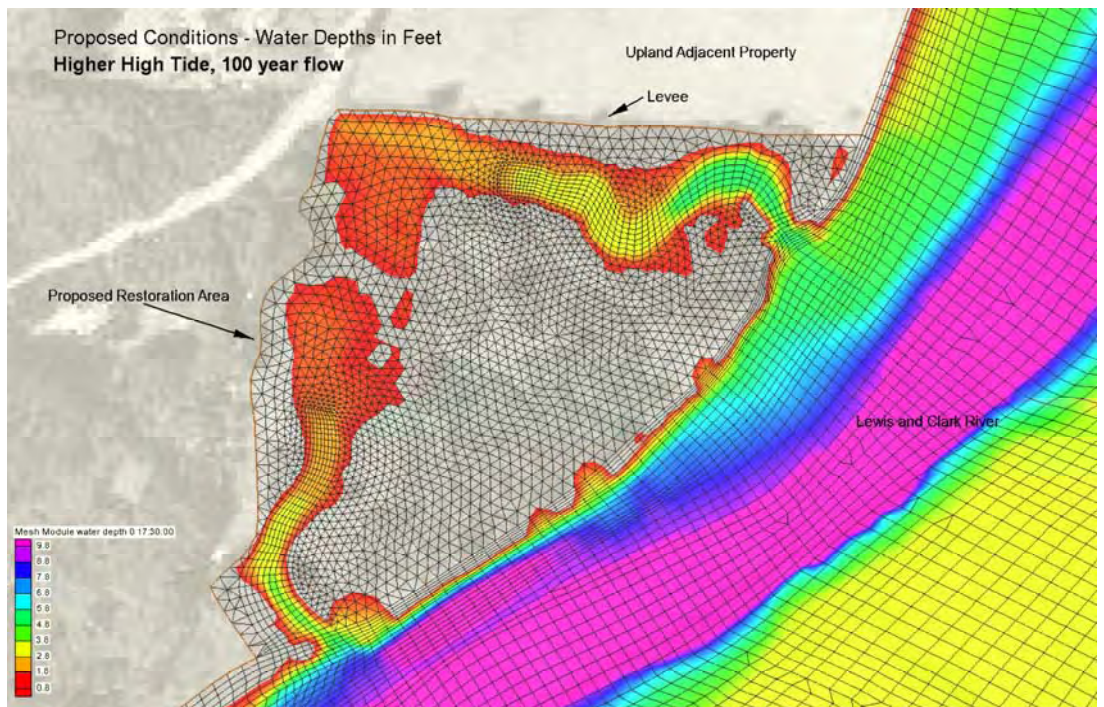 Proposed Conditions - Water Depths in Feet
Higher High Tide, 100 year flow
Upland Adjacent Property
Levee
Proposed Restoration Area
Lewis and Clark River
Mesh Module water depth 0 17:30:00
9.8
8.8
7.8
6.8
5.8
4.8
3.8
2.8
1.8
0.8